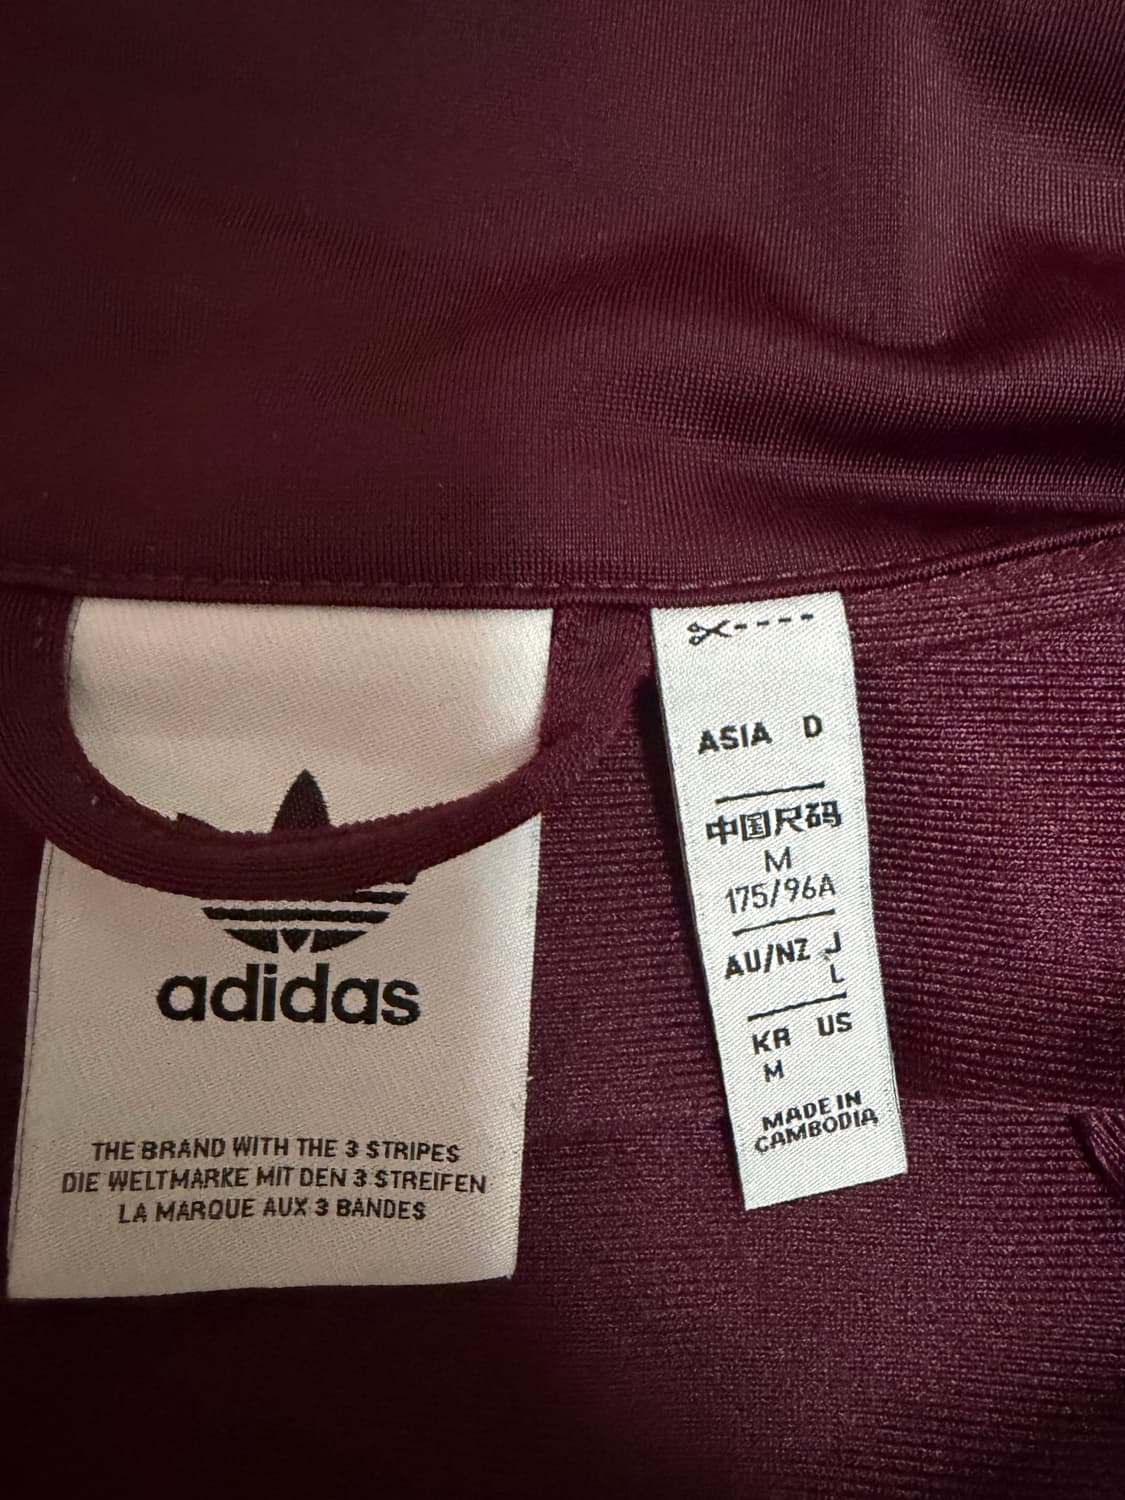 adidas
THE BRAND WITH THE 3 STRIPES
DIE WELTMARKE MIT DEN 3 STREIFEN
LA MARQUE AUX 3 BANDES
ASIA D
中国尺码
M
175/96A
AU/NZ J
L
KR US
M
MADE IN
CAMBODIA